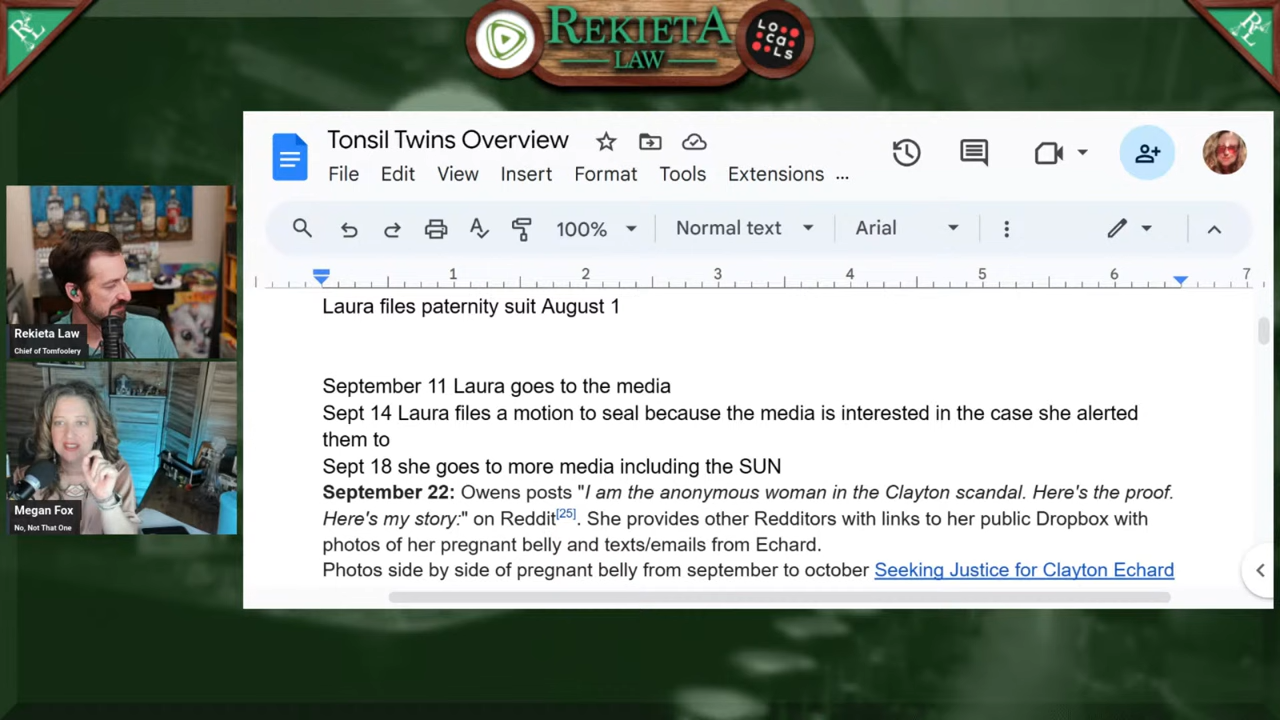 RL
REKIETA
LAW
LOCALS
RL
Tonsil Twins Overview
File Edit View Insert Format Tools Extensions ...
100% Normal text Arial
1 2 3 4 5 6 7
Laura files paternity suit August 1
September 11 Laura goes to the media
Sept 14 Laura files a motion to seal because the media is interested in the case she alerted
them to
Sept 18 she goes to more media including the SUN
September 22: Owens posts "I am the anonymous woman in the Clayton scandal. Here's the proof.
Here's my story:" on Reddit[25]. She provides other Redditors with links to her public Dropbox with
photos of her pregnant belly and texts/emails from Echard.
Photos side by side of pregnant belly from september to october Seeking Justice for Clayton Echard
Rekieta Law
Chief of Tomfoolery
Megan Fox
No, Not That One